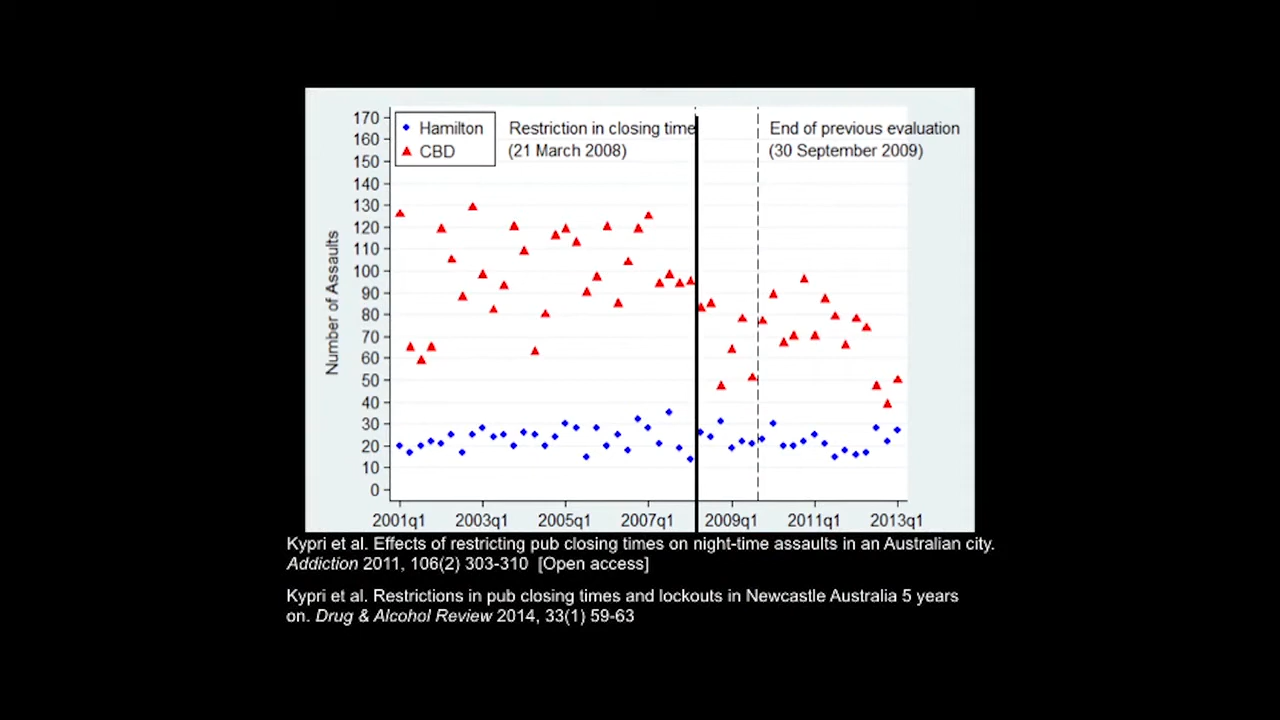 Hamilton
CBD
Restriction in closing time
(21 March 2008)
End of previous evaluation
(30 September 2009)
Number of Assaults
170
160
150
140
130
120
110
100
90
80
70
60
50
40
30
20
10
0
2001q1
2003q1
2005q1
2007q1
2009q1
2011q1
2013q1
Kypri et al. Effects of restricting pub closing times on night-time assaults in an Australian city.
Addiction 2011, 106(2) 303-310 [Open access]
Kypri et al. Restrictions in pub closing times and lockouts in Newcastle Australia 5 years
on. Drug & Alcohol Review 2014, 33(1) 59-63